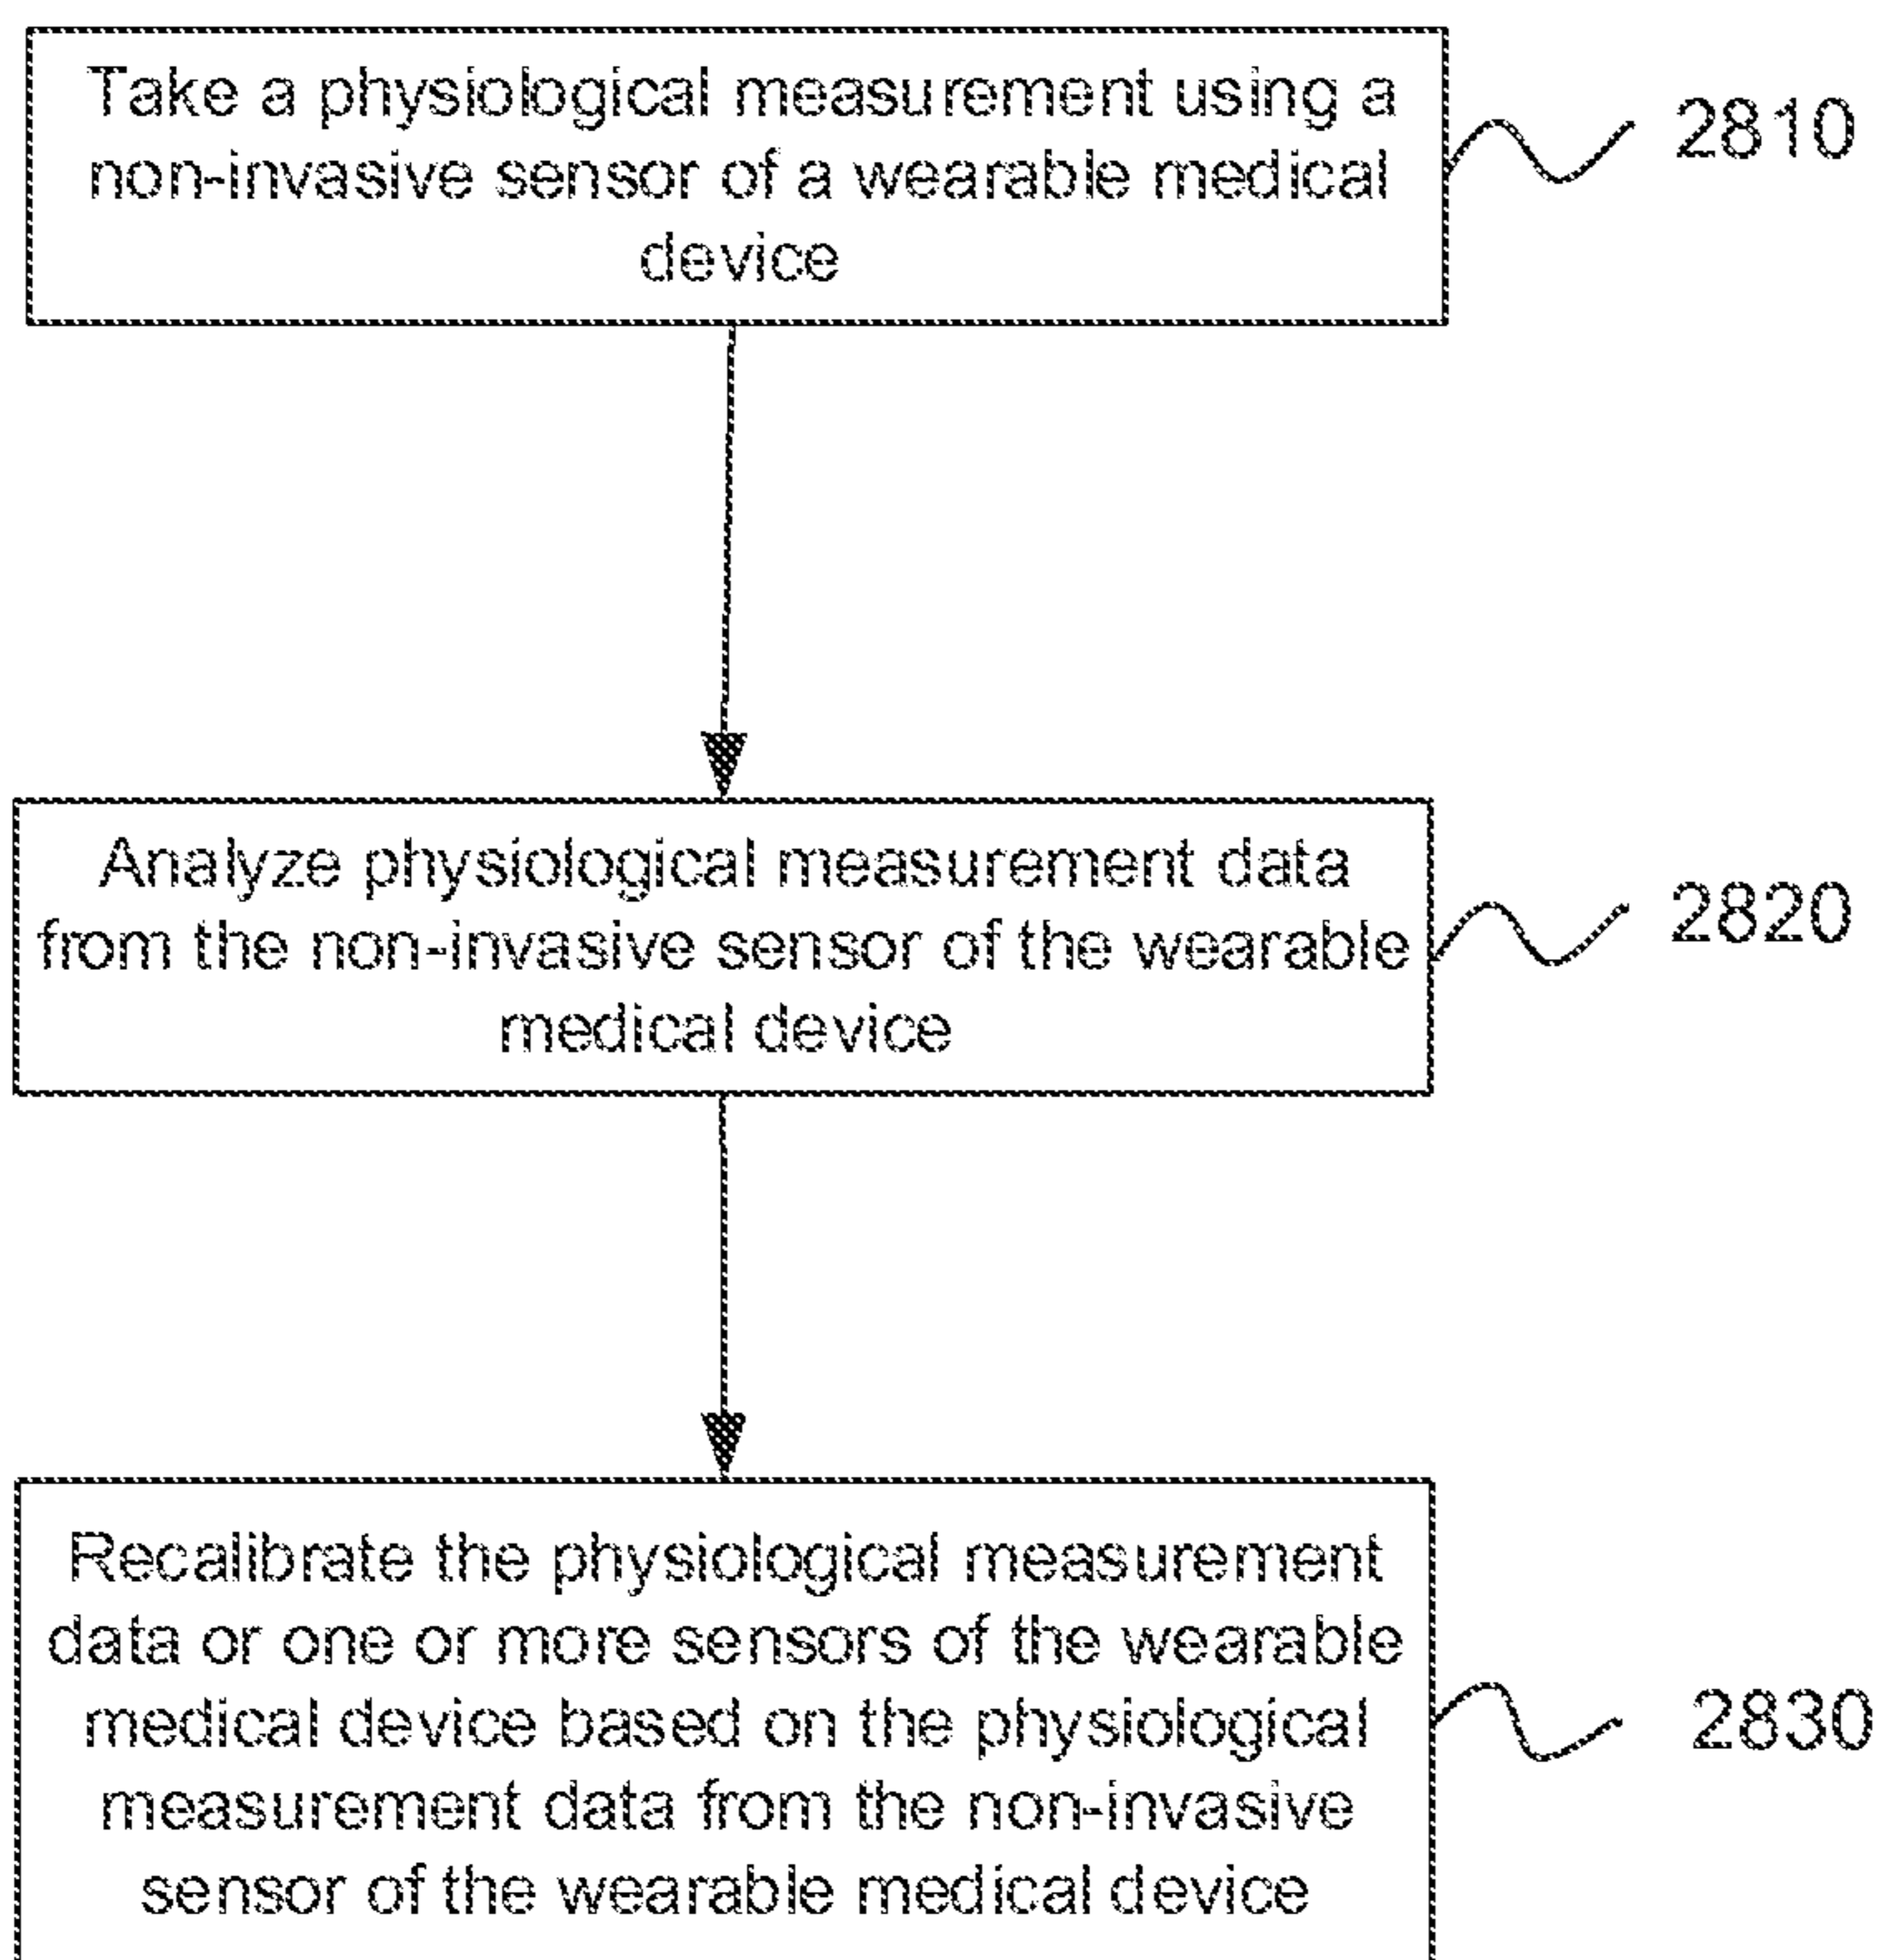 Take a physiological measurement using a
non-invasive sensor of a wearable medical
device
2810
Analyze physiological measurement data
from the non-invasive sensor of the wearable
medical device
2820
Recalibrate the physiological measurement
data or one or more sensors of the wearable
medical device based on the physiological
measurement data from the non-invasive
sensor of the wearable medical device
2830